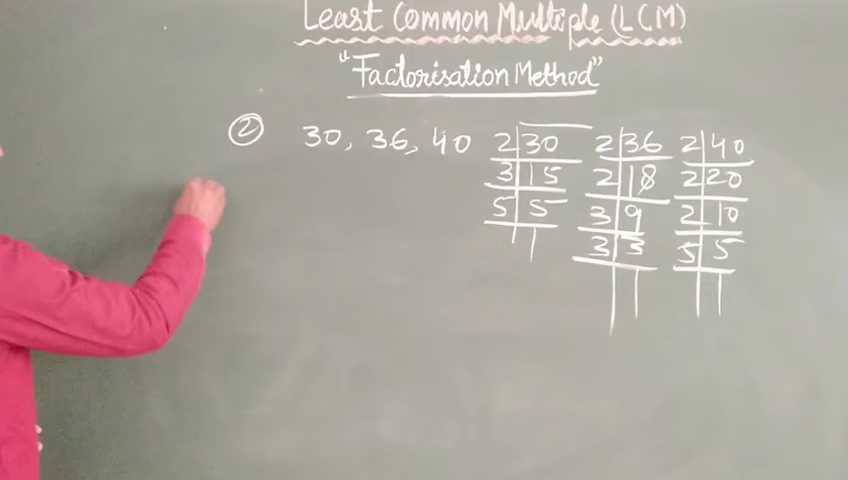 Least Common Multiple (LCM)
"Factorisation Method"
② 30, 36, 40
2|30 2|36 2|40
3|15 2|18 2|20
5|5 3|9 2|10
|1 3|3 5|5
|1 |1